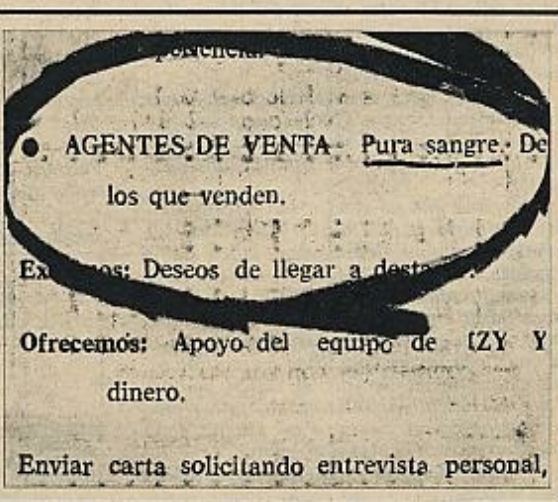 ● AGENTES DE VENTA Pura sangre. De
los que venden.
Deseos de llegar a
Ofrecemos: Apoyo del equipo de IZY Y
dinero.
Enviar carta solicitando entrevista personal,